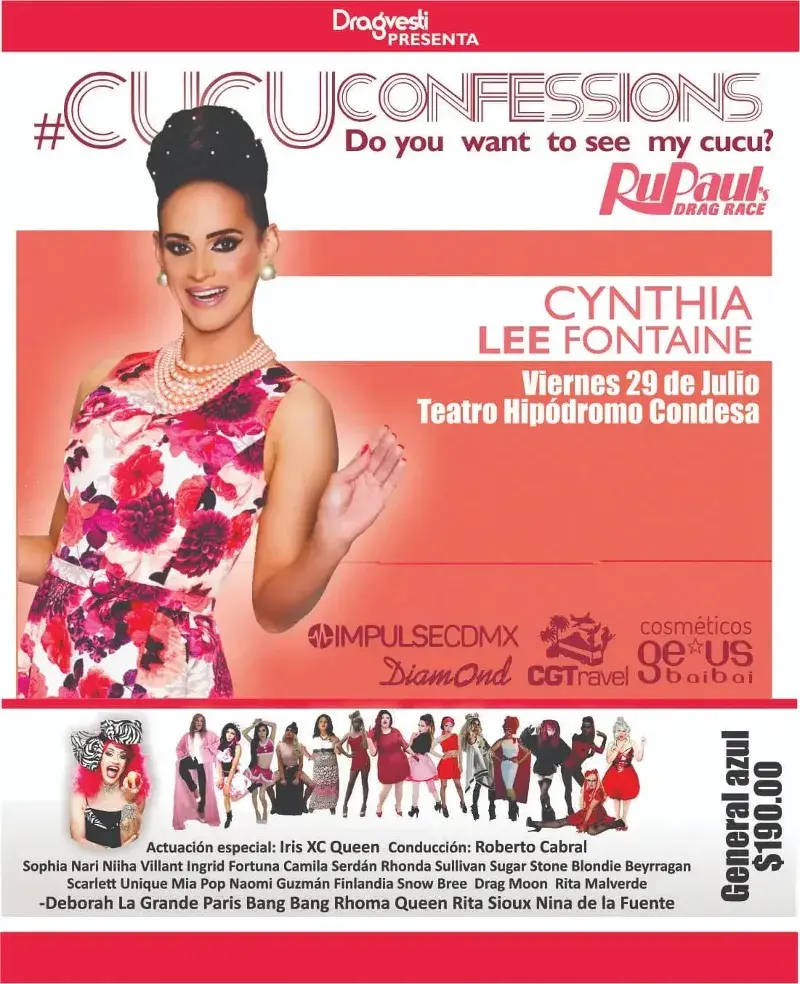 Dragvesti
PRESENTA
#CUCUCONFESSIONS
Do you want to see my cucu?
RuPaul's
DRAG RACE
CYNTHIA
LEE FONTAINE
Viernes 29 de Julio
Teatro Hipódromo Condesa
IMPULSECDMX
DiamOnd
CGTravel
cosméticos
ge☆us
baibai
General azul
$190.00
Actuación especial: Iris XC Queen Conducción: Roberto Cabral
Sophia Nari Niiha Villant Ingrid Fortuna Camila Serdán Rhonda Sullivan Sugar Stone Blondie Beyrragan
Scarlett Unique Mia Pop Naomi Guzmán Finlandia Snow Bree Drag Moon Rita Malverde
-Deborah La Grande Paris Bang Bang Rhoma Queen Rita Sioux Nina de la Fuente